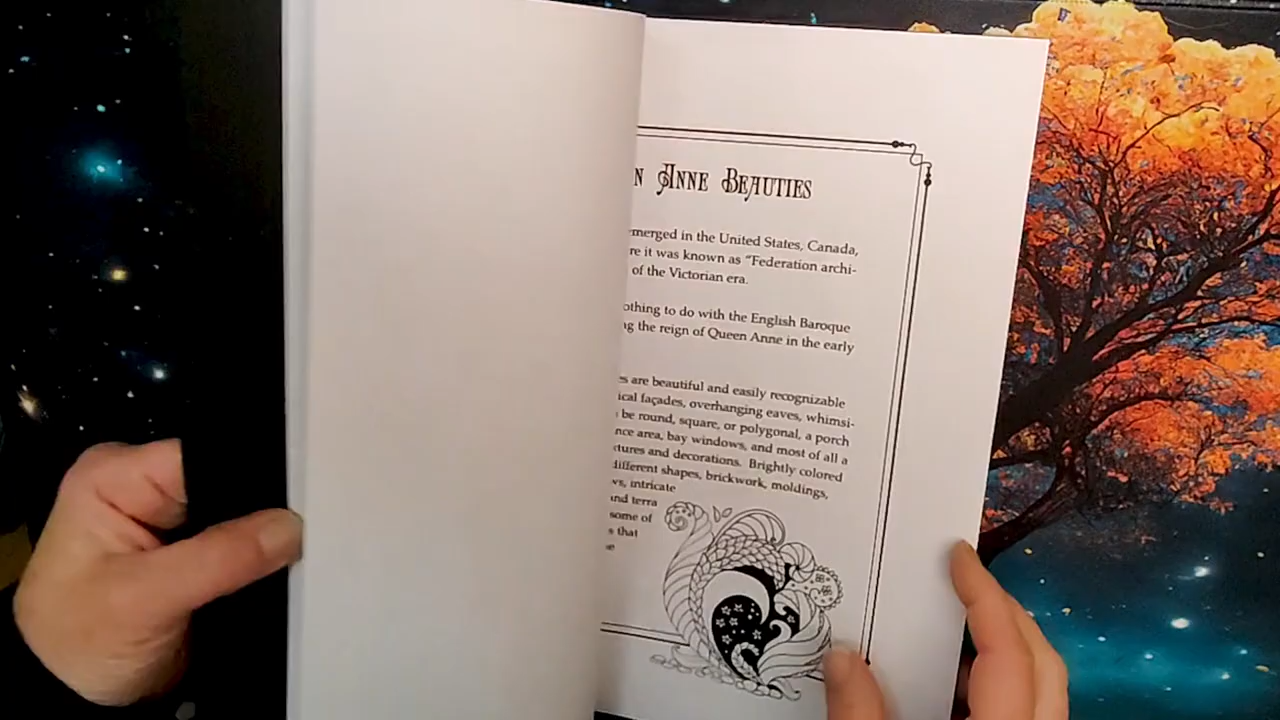 N ANNE BEAUTIES
emerged in the United States, Canada,
re it was known as "Federation archi-
of the Victorian era.
othing to do with the English Baroque
ng the reign of Queen Anne in the early
es are beautiful and easily recognizable
ical façades, overhanging eaves, whimsi-
be round, square, or polygonal, a porch
nce area, bay windows, and most of all a
tures and decorations. Brightly colored
different shapes, brickwork, moldings,
ws, intricate
and terra
some of
s that